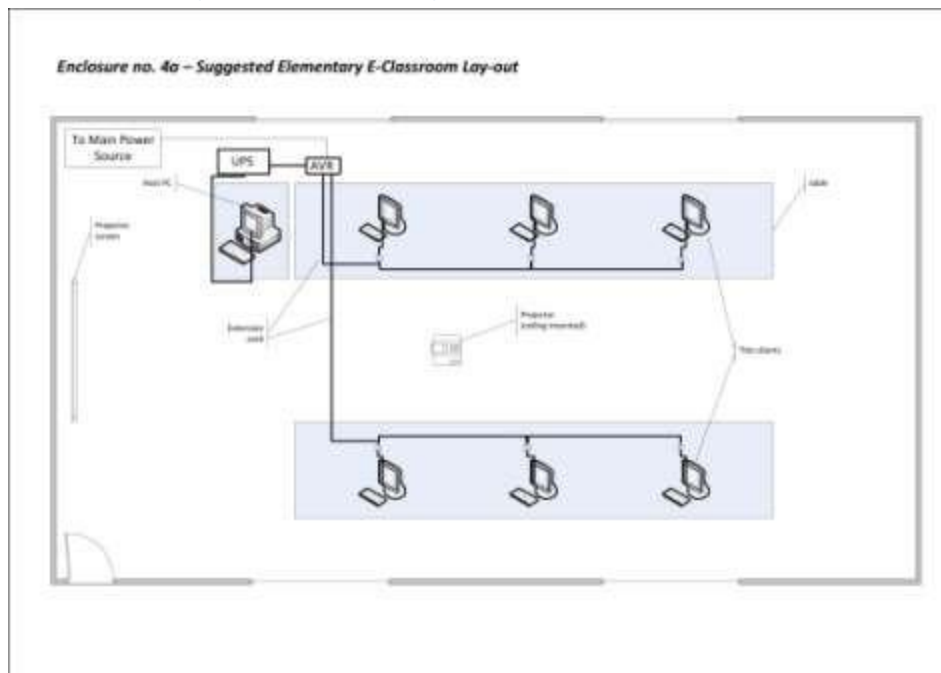 Enclosure no. 4a – Suggested Elementary E-Classroom Lay-out
To Main Power
Source
UPS
AVR
Host PC
table
Projector
screen
Extension
cord
Projector
(ceiling mounted)
Thin clients